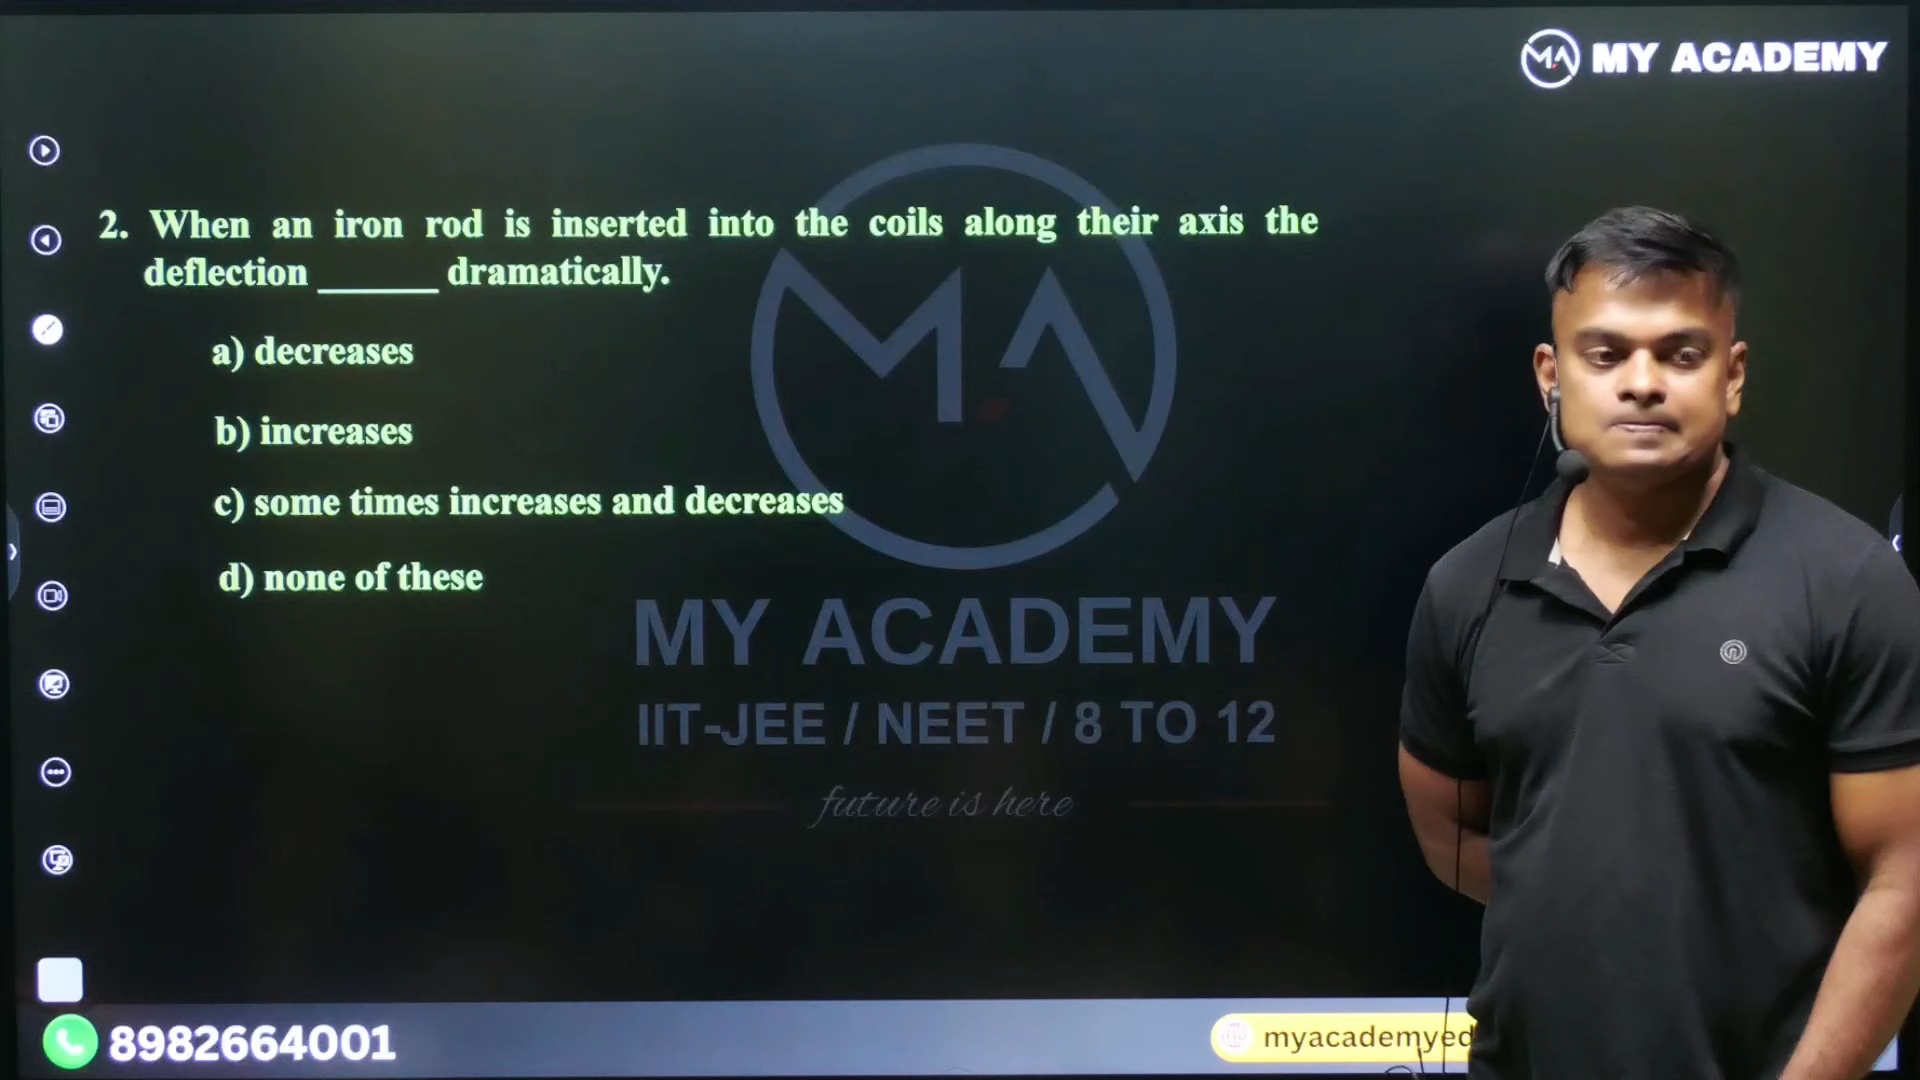 MA MY ACADEMY
2. When an iron rod is inserted into the coils along their axis the
deflection ______ dramatically.
a) decreases
b) increases
c) some times increases and decreases
d) none of these
MA
MY ACADEMY
IIT-JEE / NEET / 8 TO 12
future is here
8982664001
myacademyed